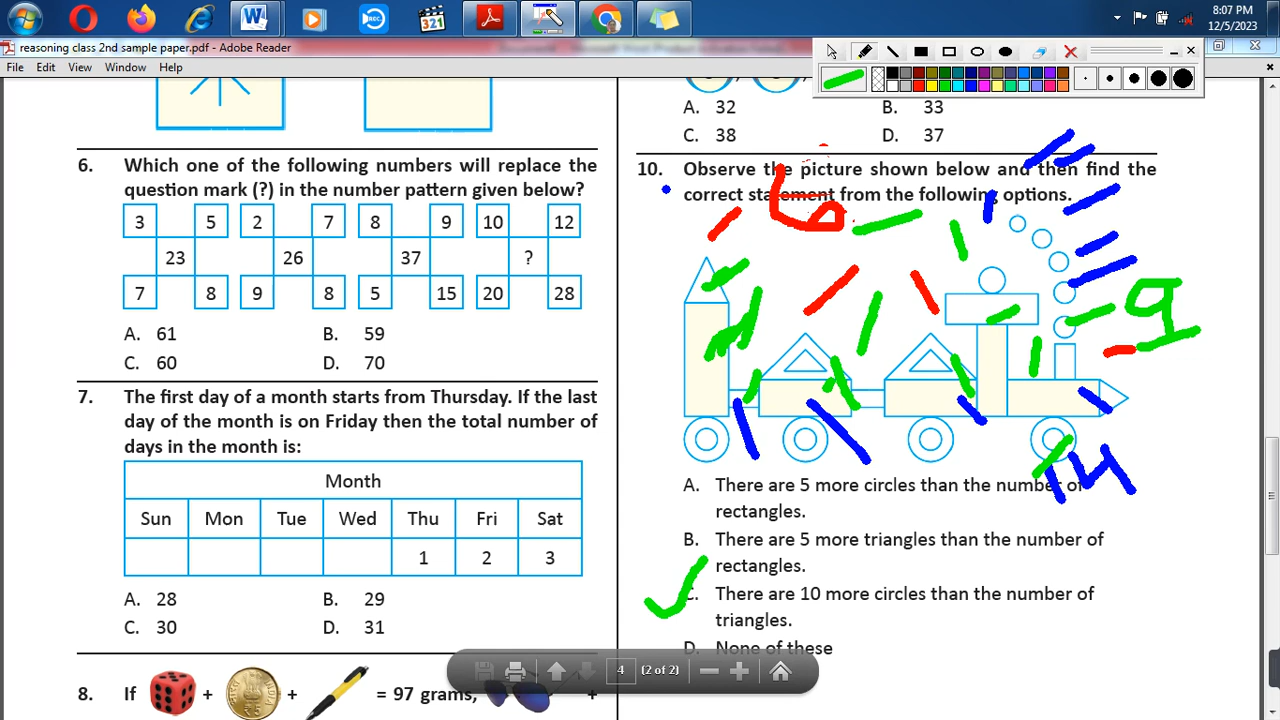 8:07 PM
12/5/2023
W
REC
321
reasoning class 2nd sample paper.pdf - Adobe Reader
File Edit View Window Help
6. Which one of the following numbers will replace the
question mark (?) in the number pattern given below?
3 5 2 7 8 9 10 12
23 26 37 ?
7 8 9 8 5 15 20 28
A. 61 B. 59
C. 60 D. 70
7. The first day of a month starts from Thursday. If the last
day of the month is on Friday then the total number of
days in the month is:
Month
Sun Mon Tue Wed Thu Fri Sat
1 2 3
A. 28 B. 29
C. 30 D. 31
8. If + + = 97 grams, +
A. 32 B. 33
C. 38 D. 37
10. Observe the picture shown below and then find the
correct statement from the following options.
6
9
14
A. There are 5 more circles than the number of
rectangles.
B. There are 5 more triangles than the number of
rectangles.
C. There are 10 more circles than the number of
triangles.
D. None of these
4 (2 of 2)